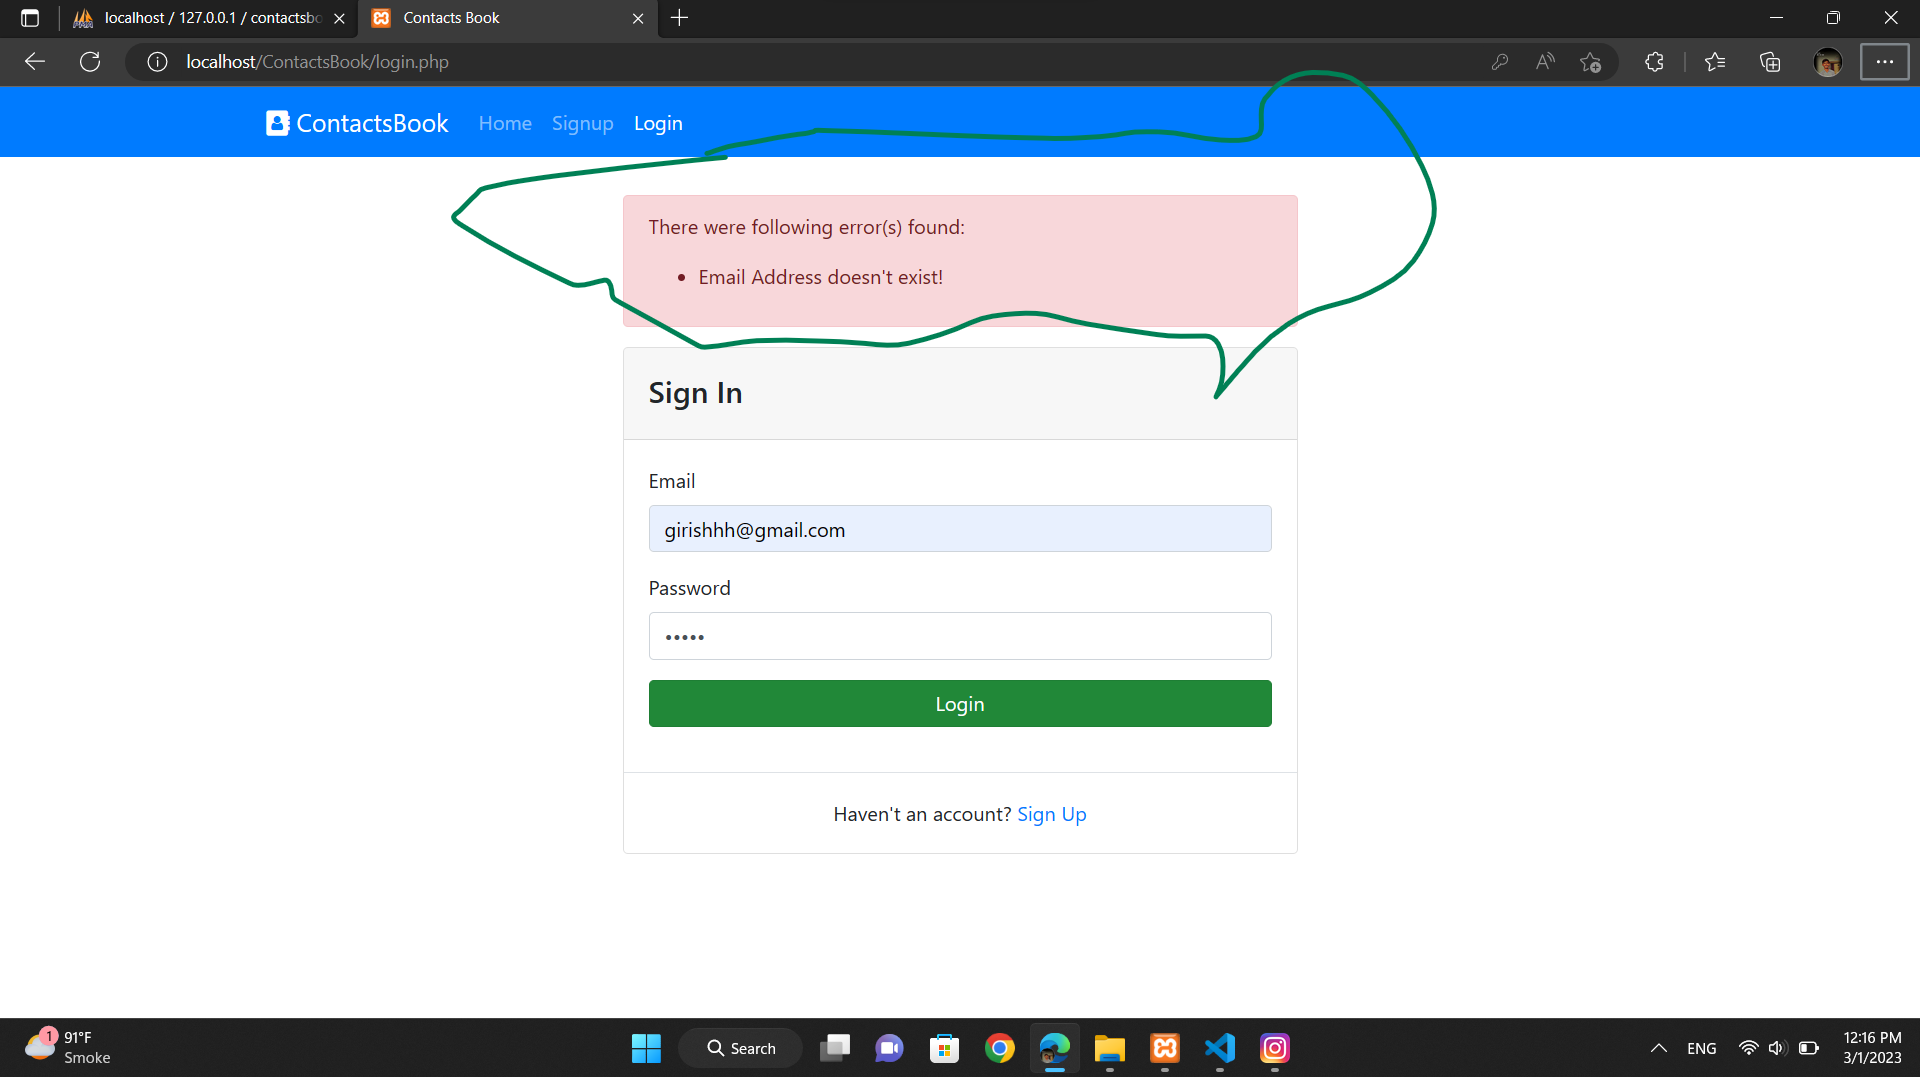 localhost / 127.0.0.1 / contactsbo
Contacts Book
localhost/ContactsBook/login.php
ContactsBook
Home
Signup
Login
There were following error(s) found:
• Email Address doesn't exist!
Sign In
Email
girishhh@gmail.com
Password
•••••
Login
Haven't an account? Sign Up
1
91°F
Smoke
Search
ENG
12:16 PM
3/1/2023